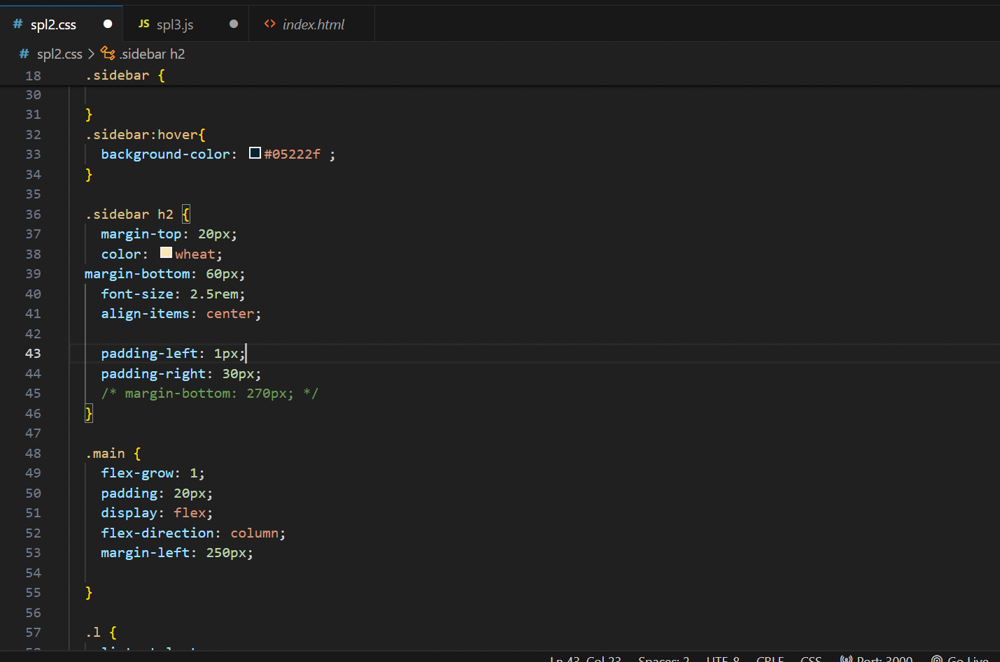 # spl2.css ● JS spl3.js ● <> index.html
# spl2.css > .sidebar h2
18 .sidebar {
30
31 }
32 .sidebar:hover{
33 background-color: #05222f ;
34 }
35
36 .sidebar h2 {
37 margin-top: 20px;
38 color: wheat;
39 margin-bottom: 60px;
40 font-size: 2.5rem;
41 align-items: center;
42
43 padding-left: 1px;
44 padding-right: 30px;
45 /* margin-bottom: 270px; */
46 }
47
48 .main {
49 flex-grow: 1;
50 padding: 20px;
51 display: flex;
52 flex-direction: column;
53 margin-left: 250px;
54
55 }
56
57 .l {
Ln 43, Col 23 Spaces: 2 UTF-8 CRLF CSS Port: 3000 Go Live